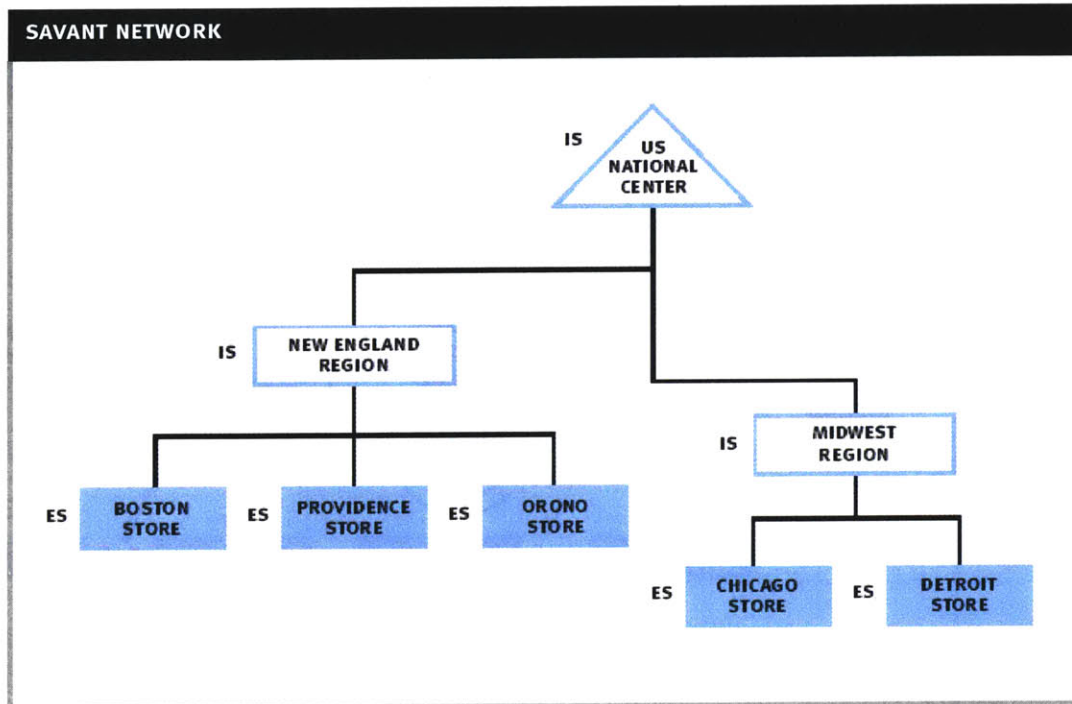 SAVANT NETWORK
IS
US
NATIONAL
CENTER
IS
NEW ENGLAND
REGION
IS
MIDWEST
REGION
ES
BOSTON
STORE
ES
PROVIDENCE
STORE
ES
ORONO
STORE
ES
CHICAGO
STORE
ES
DETROIT
STORE